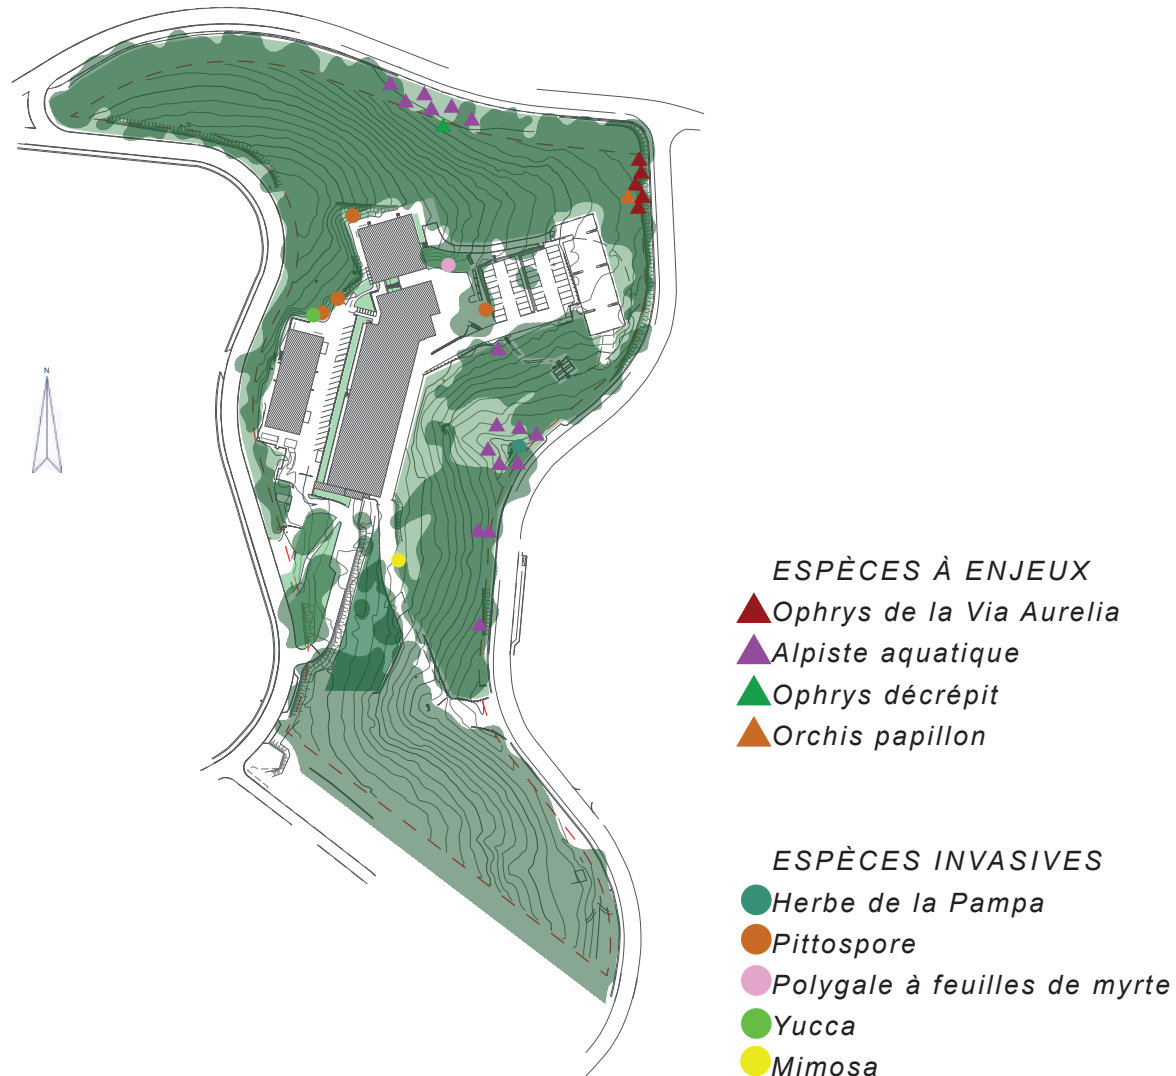 N
ESPÈCES À ENJEUX
Ophrys de la Via Aurelia
Alpiste aquatique
Ophrys décrépit
Orchis papillon
ESPÈCES INVASIVES
Herbe de la Pampa
Pittospore
Polygale à feuilles de myrte
Yucca
Mimosa